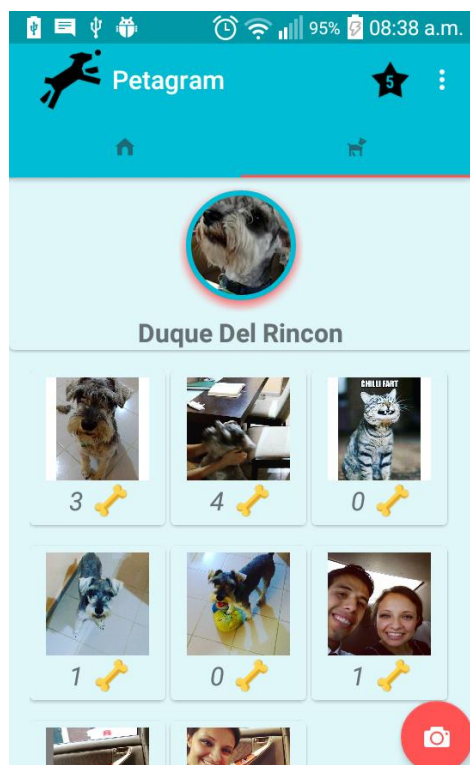 95% 08:38 a.m.
Petagram
5
Duque Del Rincon
CHILLI FART
3 4 0
1 0 1